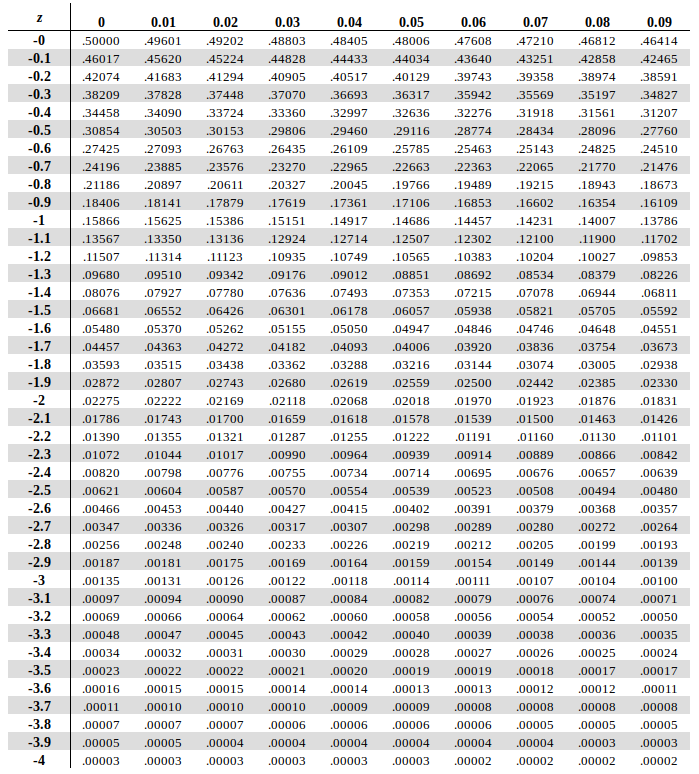 z 0 0.01 0.02 0.03 0.04 0.05 0.06 0.07 0.08 0.09
-0 .50000 .49601 .49202 .48803 .48405 .48006 .47608 .47210 .46812 .46414
-0.1 .46017 .45620 .45224 .44828 .44433 .44034 .43640 .43251 .42858 .42465
-0.2 .42074 .41683 .41294 .40905 .40517 .40129 .39743 .39358 .38974 .38591
-0.3 .38209 .37828 .37448 .37070 .36693 .36317 .35942 .35569 .35197 .34827
-0.4 .34458 .34090 .33724 .33360 .32997 .32636 .32276 .31918 .31561 .31207
-0.5 .30854 .30503 .30153 .29806 .29460 .29116 .28774 .28434 .28096 .27760
-0.6 .27425 .27093 .26763 .26435 .26109 .25785 .25463 .25143 .24825 .24510
-0.7 .24196 .23885 .23576 .23270 .22965 .22663 .22363 .22065 .21770 .21476
-0.8 .21186 .20897 .20611 .20327 .20045 .19766 .19489 .19215 .18943 .18673
-0.9 .18406 .18141 .17879 .17619 .17361 .17106 .16853 .16602 .16354 .16109
-1 .15866 .15625 .15386 .15151 .14917 .14686 .14457 .14231 .14007 .13786
-1.1 .13567 .13350 .13136 .12924 .12714 .12507 .12302 .12100 .11900 .11702
-1.2 .11507 .11314 .11123 .10935 .10749 .10565 .10383 .10204 .10027 .09853
-1.3 .09680 .09510 .09342 .09176 .09012 .08851 .08692 .08534 .08379 .08226
-1.4 .08076 .07927 .07780 .07636 .07493 .07353 .07215 .07078 .06944 .06811
-1.5 .06681 .06552 .06426 .06301 .06178 .06057 .05938 .05821 .05705 .05592
-1.6 .05480 .05370 .05262 .05155 .05050 .04947 .04846 .04746 .04648 .04551
-1.7 .04457 .04363 .04272 .04182 .04093 .04006 .03920 .03836 .03754 .03673
-1.8 .03593 .03515 .03438 .03362 .03288 .03216 .03144 .03074 .03005 .02938
-1.9 .02872 .02807 .02743 .02680 .02619 .02559 .02500 .02442 .02385 .02330
-2 .02275 .02222 .02169 .02118 .02068 .02018 .01970 .01923 .01876 .01831
-2.1 .01786 .01743 .01700 .01659 .01618 .01578 .01539 .01500 .01463 .01426
-2.2 .01390 .01355 .01321 .01287 .01255 .01222 .01191 .01160 .01130 .01101
-2.3 .01072 .01044 .01017 .00990 .00964 .00939 .00914 .00889 .00866 .00842
-2.4 .00820 .00798 .00776 .00755 .00734 .00714 .00695 .00676 .00657 .00639
-2.5 .00621 .00604 .00587 .00570 .00554 .00539 .00523 .00508 .00494 .00480
-2.6 .00466 .00453 .00440 .00427 .00415 .00402 .00391 .00379 .00368 .00357
-2.7 .00347 .00336 .00326 .00317 .00307 .00298 .00289 .00280 .00272 .00264
-2.8 .00256 .00248 .00240 .00233 .00226 .00219 .00212 .00205 .00199 .00193
-2.9 .00187 .00181 .00175 .00169 .00164 .00159 .00154 .00149 .00144 .00139
-3 .00135 .00131 .00126 .00122 .00118 .00114 .00111 .00107 .00104 .00100
-3.1 .00097 .00094 .00090 .00087 .00084 .00082 .00079 .00076 .00074 .00071
-3.2 .00069 .00066 .00064 .00062 .00060 .00058 .00056 .00054 .00052 .00050
-3.3 .00048 .00047 .00045 .00043 .00042 .00040 .00039 .00038 .00036 .00035
-3.4 .00034 .00032 .00031 .00030 .00029 .00028 .00027 .00026 .00025 .00024
-3.5 .00023 .00022 .00022 .00021 .00020 .00019 .00019 .00018 .00017 .00017
-3.6 .00016 .00015 .00015 .00014 .00014 .00013 .00013 .00012 .00012 .00011
-3.7 .00011 .00010 .00010 .00010 .00009 .00009 .00008 .00008 .00008 .00008
-3.8 .00007 .00007 .00007 .00006 .00006 .00006 .00006 .00005 .00005 .00005
-3.9 .00005 .00005 .00004 .00004 .00004 .00004 .00004 .00004 .00003 .00003
-4 .00003 .00003 .00003 .00003 .00003 .00003 .00002 .00002 .00002 .00002